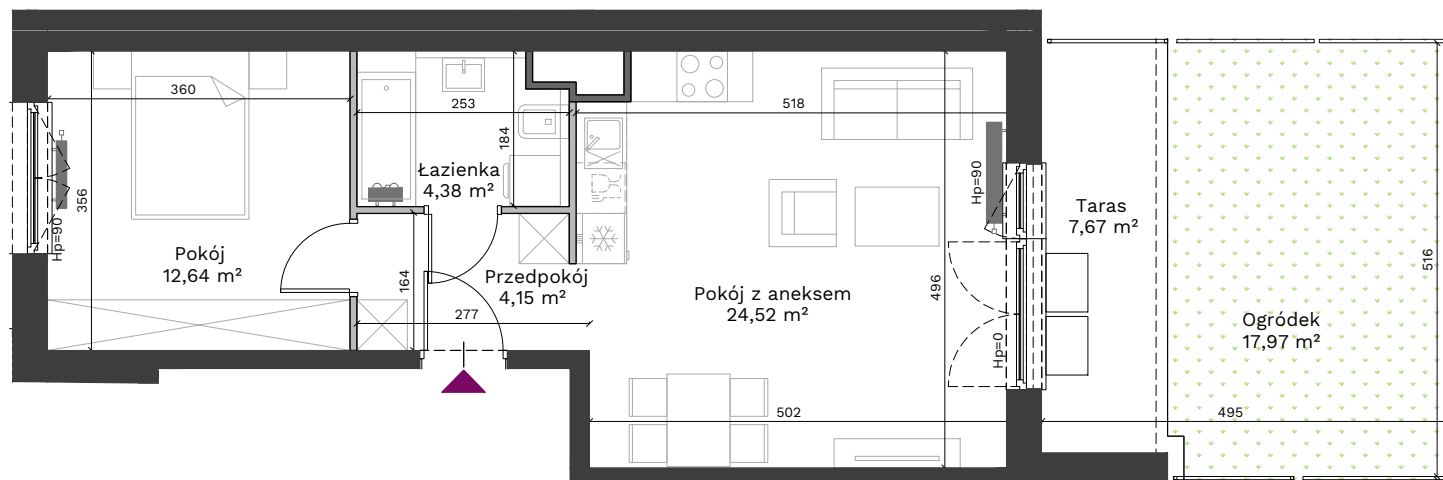 360
356
Hp=90
Pokój
12,64 m²
253
184
Łazienka
4,38 m²
164
Przedpokój
4,15 m²
277
518
Pokój z aneksem
24,52 m²
496
502
Hp=90
Hp=0
Taras
7,67 m²
Ogródek
17,97 m²
516
495